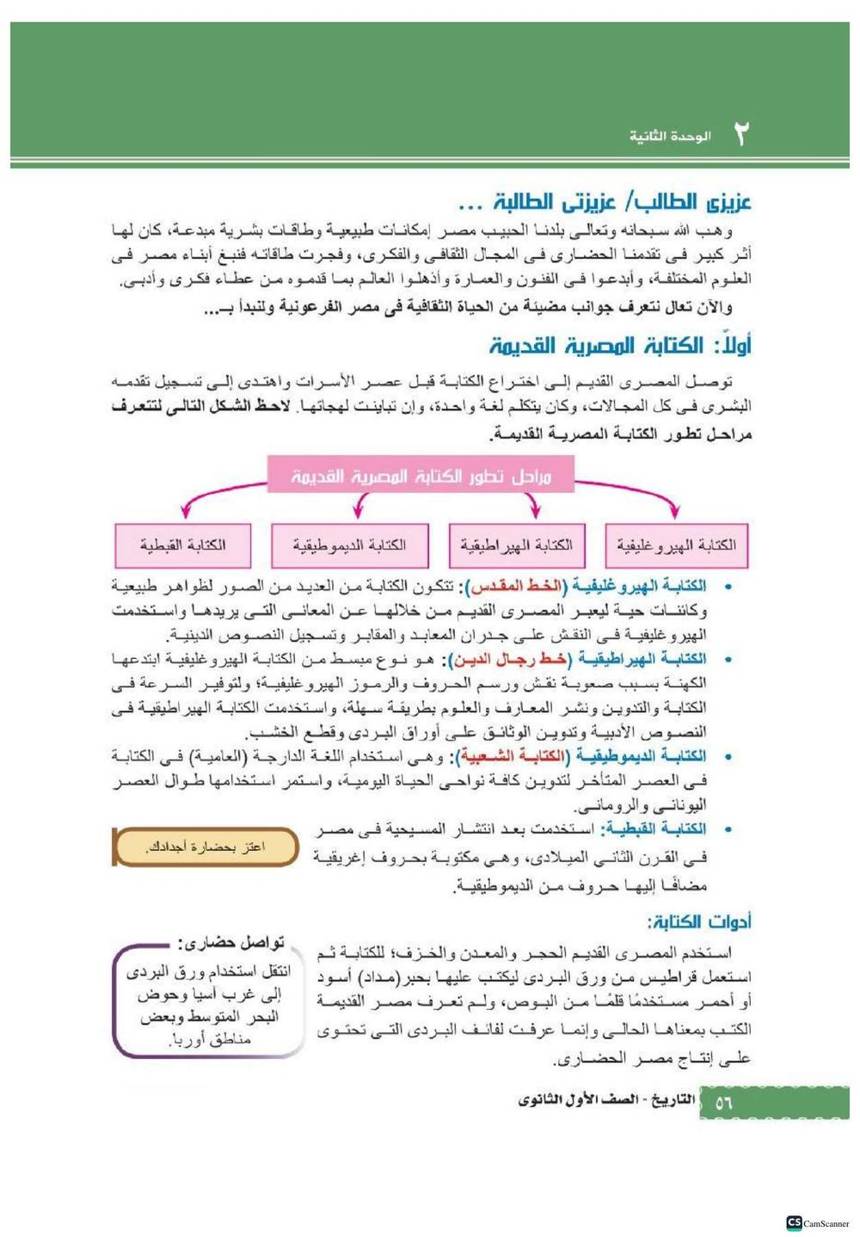 ٢ الوحدة الثانية
عزيزى الطالب/ عزيزتى الطالبة ...
وهب الله سبحانه وتعالى بلدنا الحبيب مصر إمكانات طبيعية وطاقات بشرية مبدعة، كان لها
أثر كبير فى تقدمنا الحضارى فى المجال الثقافى والفكرى، وفجرت طاقاته فنبغ أبناء مصر فى
العلوم المختلفة، وأبدعوا فى الفنون والعمارة وأذهلوا العالم بما قدموه من عطاء فكرى وأدبى.
والآن تعال نتعرف جوانب مضيئة من الحياة الثقافية فى مصر الفرعونية ولنبدأ بـ...
أولاً: الكتابة المصرية القديمة
توصل المصرى القديم إلى اختراع الكتابة قبل عصر الأسرات واهتدى إلى تسجيل تقدمه
البشرى فى كل المجالات، وكان يتكلم لغة واحدة، وإن تباينت لهجاتها. لاحظ الشكل التالى لتتعرف
مراحل تطور الكتابة المصرية القديمة.
مراحل تطور الكتابة المصرية القديمة
الكتابة الهيروغليفية
الكتابة الهيراطيقية
الكتابة الديموطيقية
الكتابة القبطية
• الكتابة الهيروغليفية (الخط المقدس): تتكون الكتابة من العديد من الصور لظواهر طبيعية
وكائنات حية ليعبر المصرى القديم من خلالها عن المعانى التى يريدها واستخدمت
الهيروغليفية فى النقش على جدران المعابد والمقابر وتسجيل النصوص الدينية.
• الكتابة الهيراطيقية (خط رجال الدين): هو نوع مبسط من الكتابة الهيروغليفية ابتدعها
الكهنة بسبب صعوبة نقش ورسم الحروف والرموز الهيروغليفية؛ ولتوفير السرعة فى
الكتابة والتدوين ونشر المعارف والعلوم بطريقة سهلة، واستخدمت الكتابة الهيراطيقية فى
النصوص الأدبية وتدوين الوثائق على أوراق البردى وقطع الخشب.
• الكتابة الديموطيقية (الكتابة الشعبية): وهى استخدام اللغة الدارجة (العامية) فى الكتابة
فى العصر المتأخر لتدوين كافة نواحى الحياة اليومية، واستمر استخدامها طوال العصر
اليونانى والرومانى.
• الكتابة القبطية: استخدمت بعد انتشار المسيحية فى مصر
فى القرن الثانى الميلادى، وهى مكتوبة بحروف إغريقية
مضافًا إليها حروف من الديموطيقية.
اعتز بحضارة أجدادك.
أدوات الكتابة:
استخدم المصرى القديم الحجر والمعدن والخزف؛ للكتابة ثم
استعمل قراطيس من ورق البردى ليكتب عليها بحبر(مداد) أسود
أو أحمر مستخدمًا قلمًا من البوص، ولم تعرف مصر القديمة
الكتب بمعناها الحالى وإنما عرفت لفائف البردى التى تحتوى
على إنتاج مصر الحضارى.
تواصل حضارى:
انتقل استخدام ورق البردى
إلى غرب آسيا وحوض
البحر المتوسط وبعض
مناطق أوربا.
٥٦ التاريخ - الصف الأول الثانوى
CS CamScanner